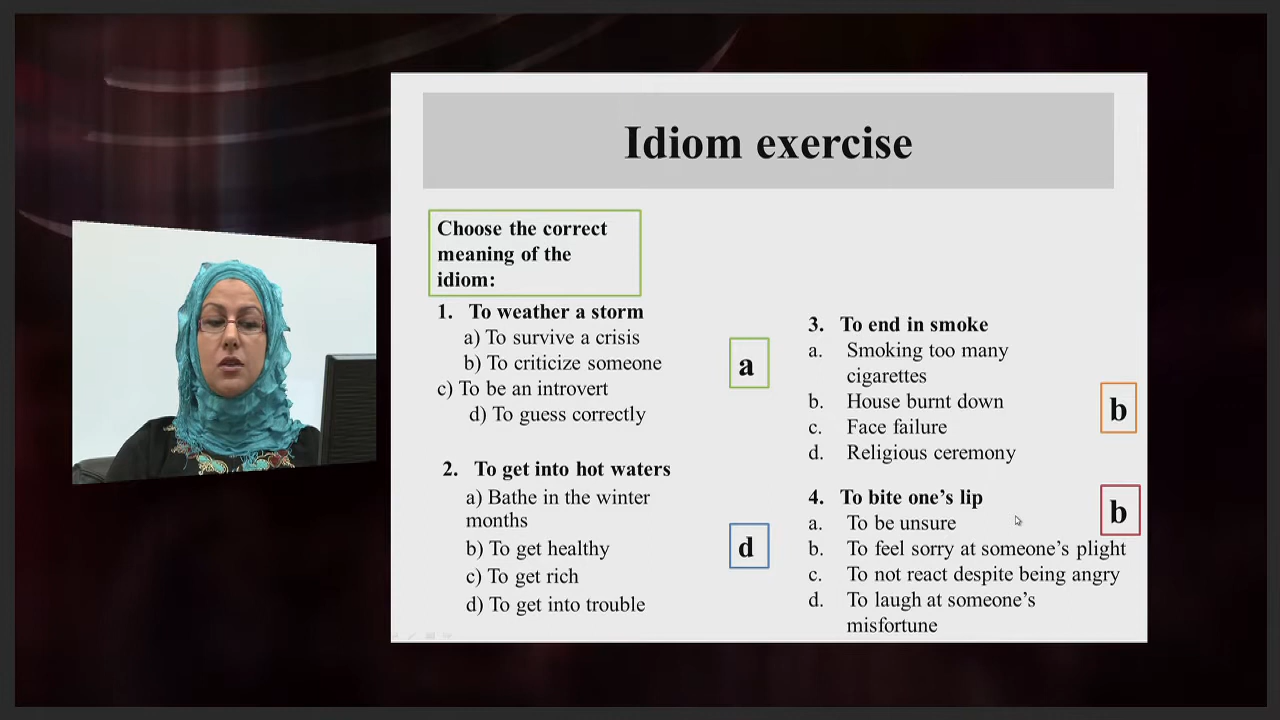 Idiom exercise
Choose the correct
meaning of the
idiom:
1. To weather a storm
a) To survive a crisis
b) To criticize someone
c) To be an introvert
d) To guess correctly
a
2. To get into hot waters
a) Bathe in the winter
months
b) To get healthy
c) To get rich
d) To get into trouble
d
3. To end in smoke
a. Smoking too many
cigarettes
b. House burnt down
c. Face failure
d. Religious ceremony
b
4. To bite one’s lip
a. To be unsure
b. To feel sorry at someone’s plight
c. To not react despite being angry
d. To laugh at someone’s
misfortune
b